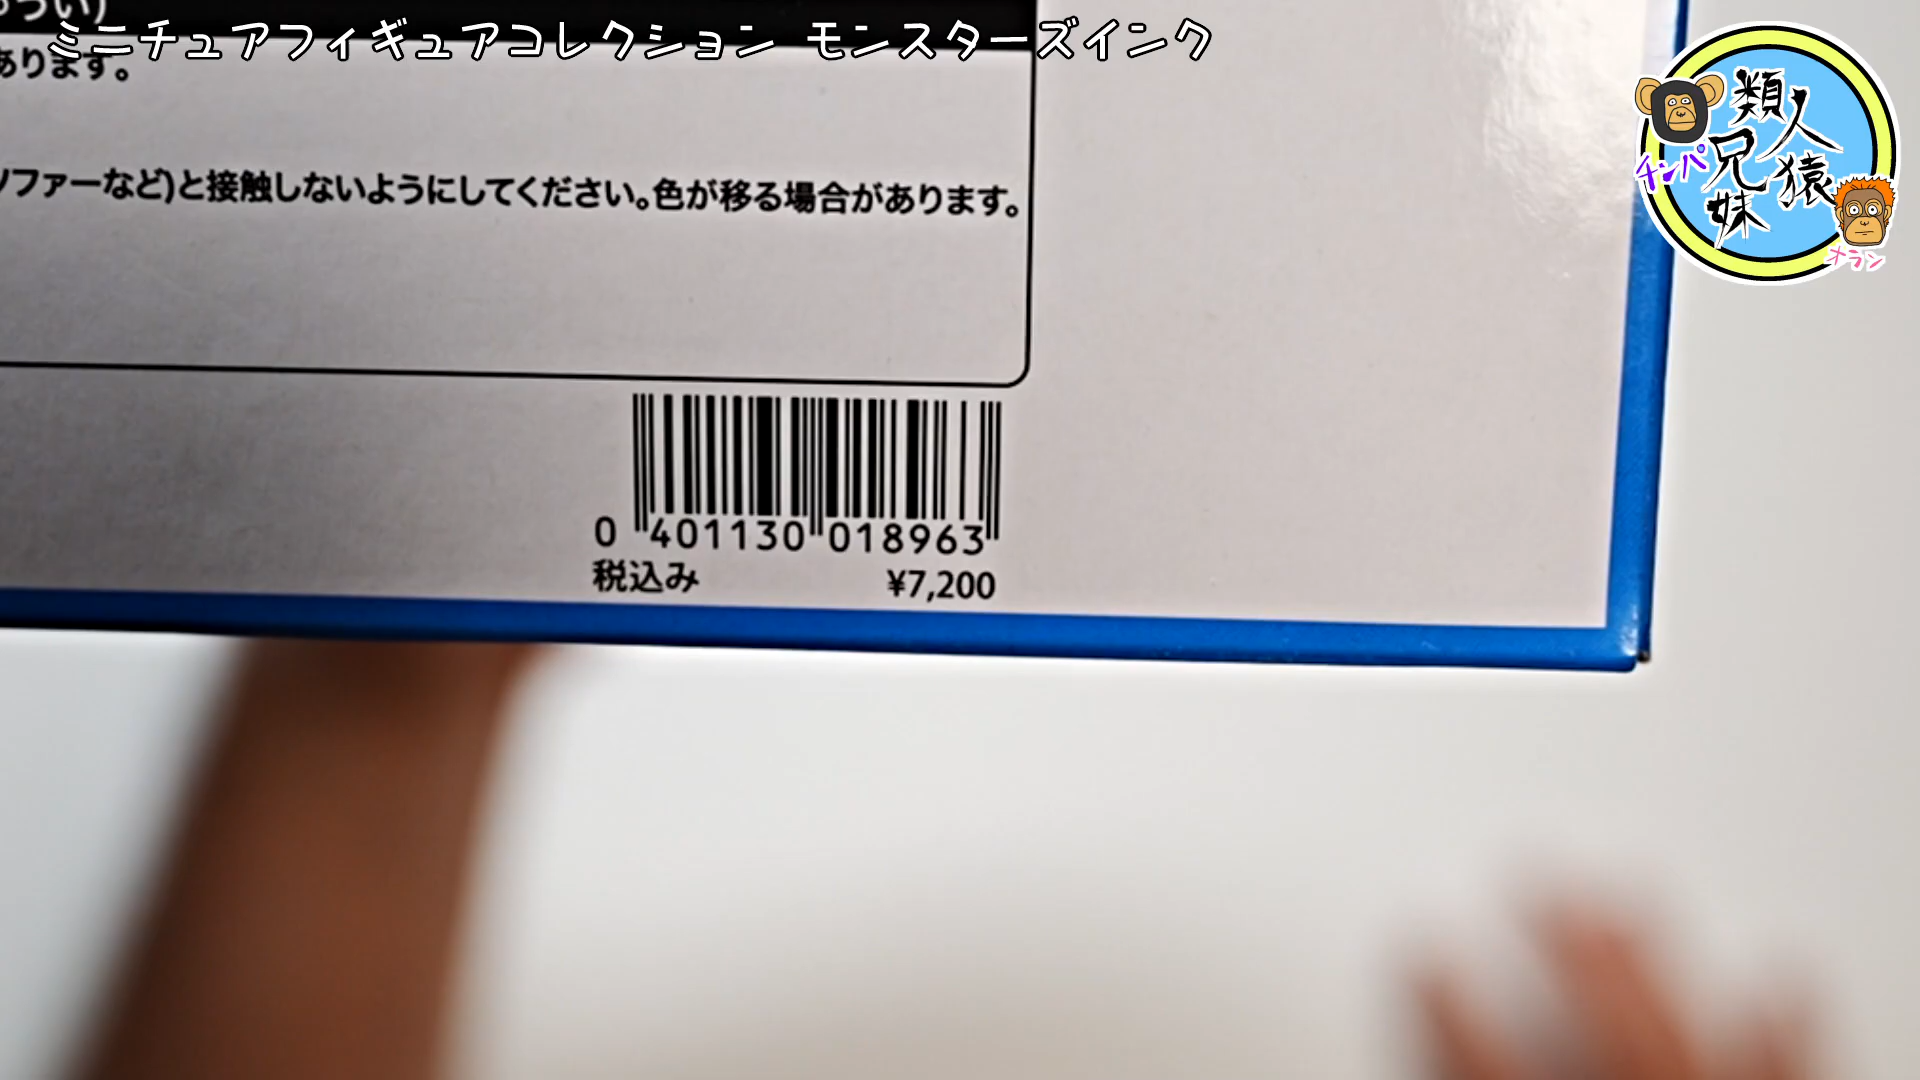 ミニチュアフィギュアコレクション モンスターズインク
あります。
ソファーなど)と接触しないようにしてください。色が移る場合があります。
0 401130 018963
税込み ¥7,200
類人猿
兄妹
チンパ
オラン